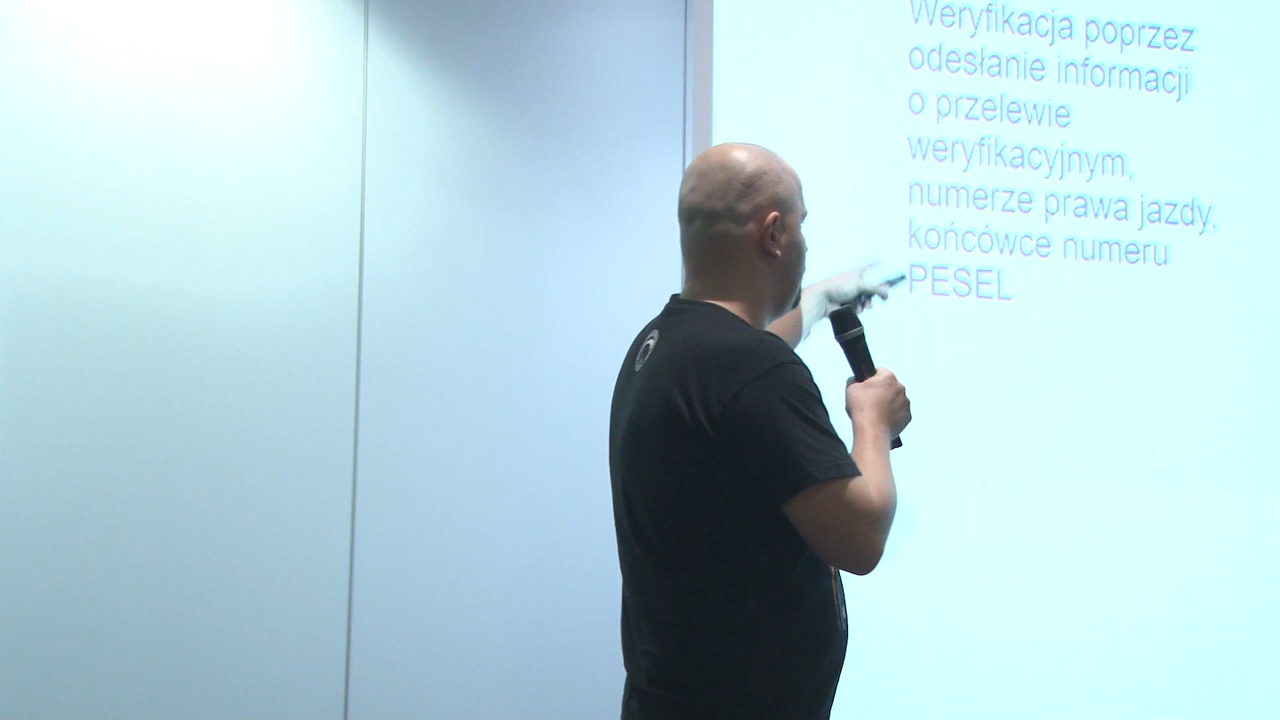 Weryfikacja poprzez
odesłanie informacji
o przelewie
weryfikacyjnym,
numerze prawa jazdy,
końcówce numeru
PESEL